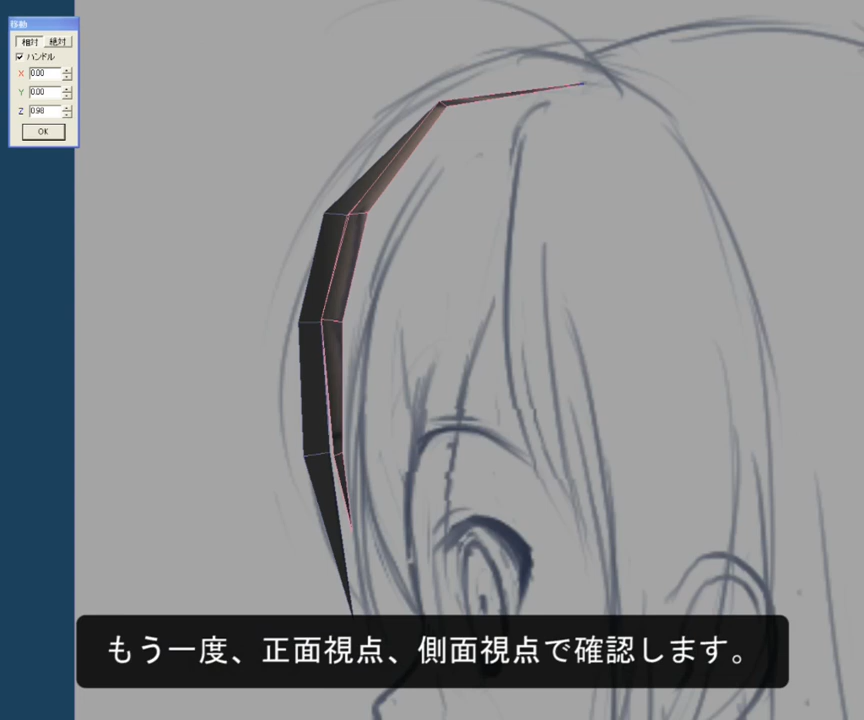 移動
相対 絶対
ハンドル
X 0.00
Y 0.00
Z 0.98
OK
もう一度、正面視点、側面視点で確認します。